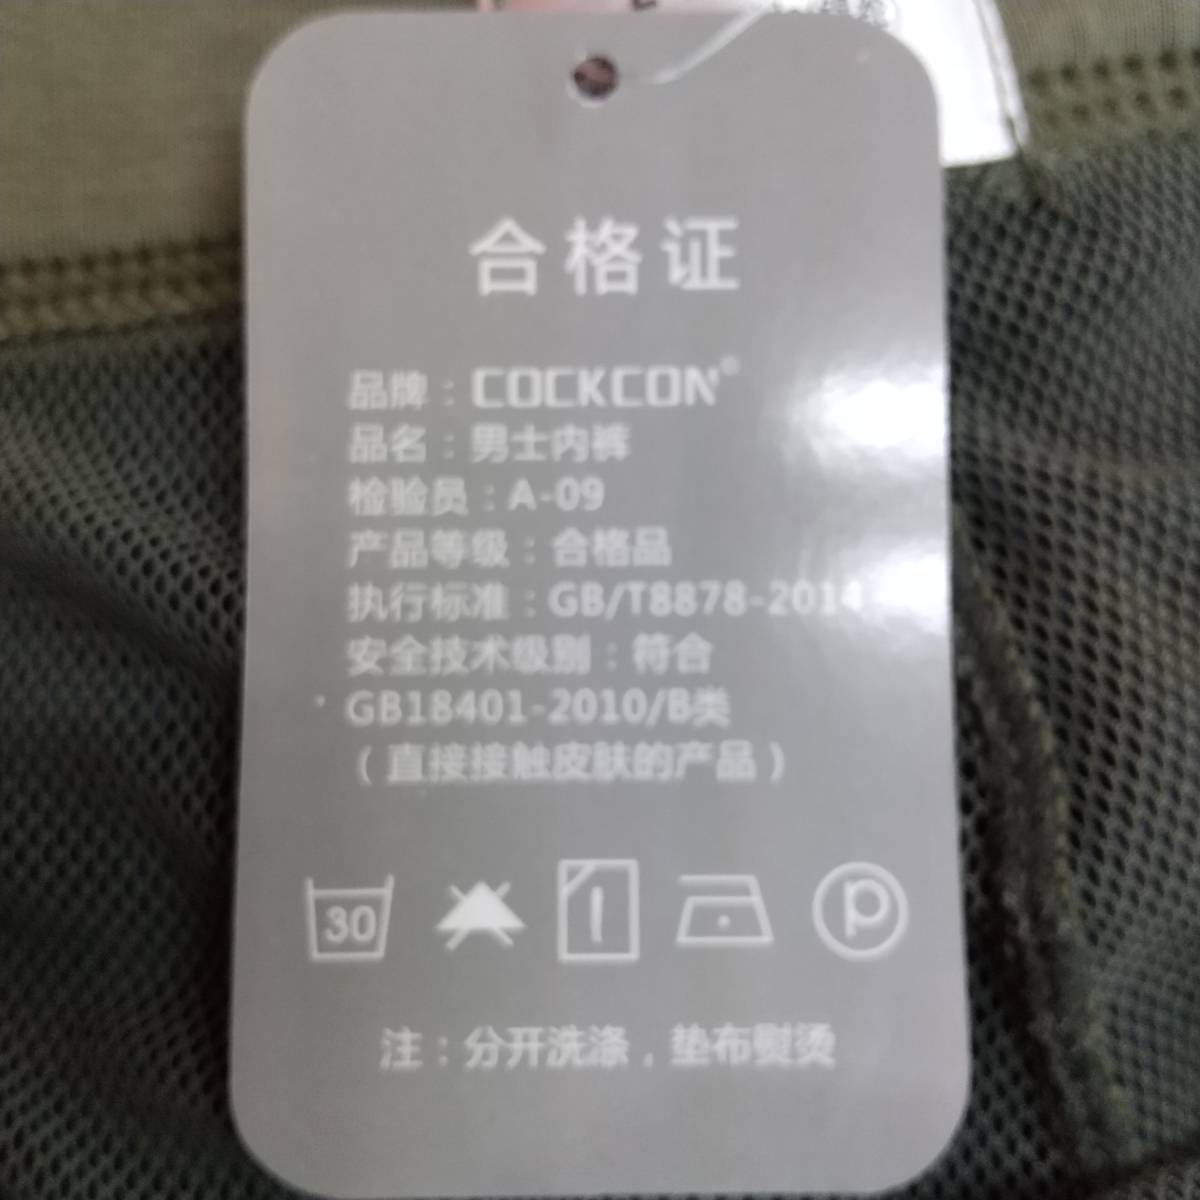 合格证
品牌：COCKCON®
品名：男士内裤
检验员：A-09
产品等级：合格品
执行标准：GB/T8878-2014
安全技术级别：符合
GB18401-2010/B类
（直接接触皮肤的产品）
30
P
注：分开洗涤，垫布熨烫